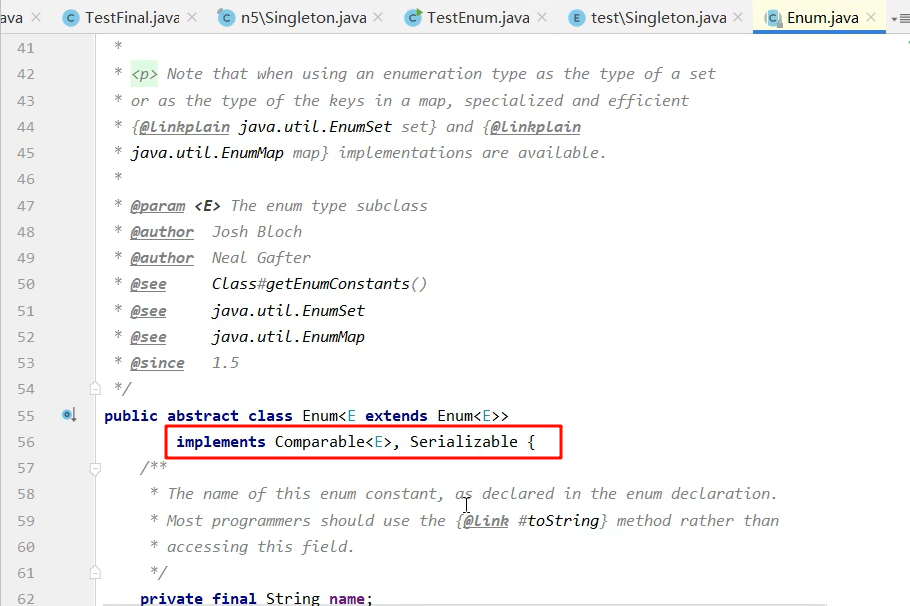 ava TestFinal.java n5\Singleton.java TestEnum.java test\Singleton.java Enum.java
41 *
42 * <p> Note that when using an enumeration type as the type of a set
43 * or as the type of the keys in a map, specialized and efficient
44 * {@linkplain java.util.EnumSet set} and {@linkplain
45 * java.util.EnumMap map} implementations are available.
46 *
47 * @param <E> The enum type subclass
48 * @author Josh Bloch
49 * @author Neal Gafter
50 * @see Class#getEnumConstants()
51 * @see java.util.EnumSet
52 * @see java.util.EnumMap
53 * @since 1.5
54 */
55 public abstract class Enum<E extends Enum<E>>
56 implements Comparable<E>, Serializable {
57 /**
58 * The name of this enum constant, as declared in the enum declaration.
59 * Most programmers should use the {@link #toString} method rather than
60 * accessing this field.
61 */
62 private final String name;